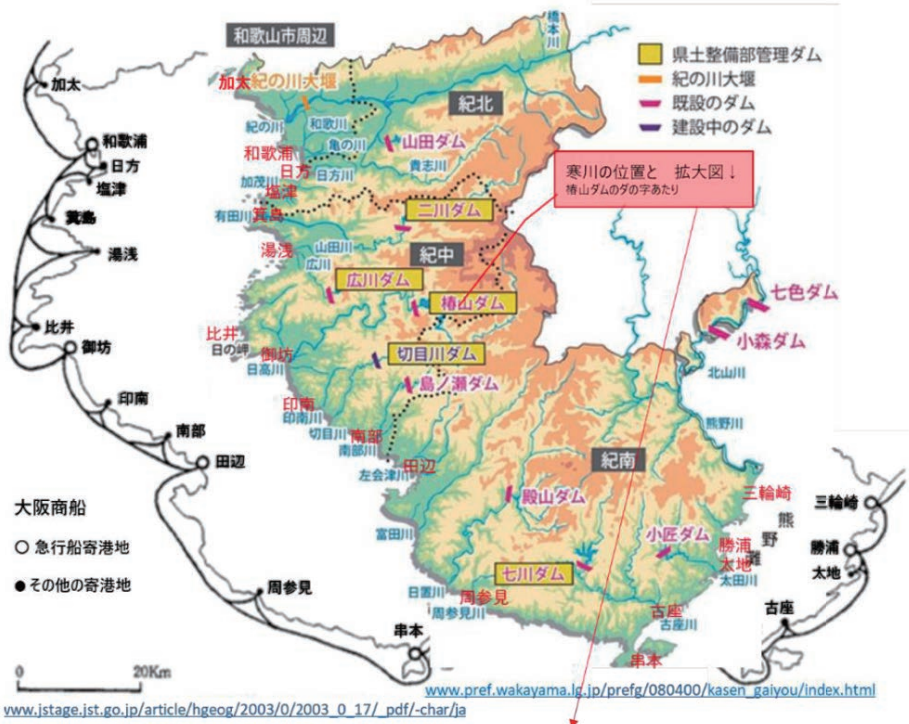 加太
和歌浦
日方
塩津
箕島
湯浅
比井
御坊
印南
南部
田辺
周参見
串本
大阪商船
○ 急行船寄港地
● その他の寄港地
0 20Km
www.jstage.jst.go.jp/article/hgeog/2003/0/2003_0_17/_pdf/-char/ja
和歌山市周辺
橋本川
加太
紀の川大堰
紀北
紀の川
和歌川
亀の川
山田ダム
和歌浦
日方
日方川
貴志川
加茂川
塩津
有田川
箕島
二川ダム
山田川
紀中
湯浅
広川
広川ダム
椿山ダム
比井
日の岬
御坊
日高川
切目川ダム
島ノ瀬ダム
印南
印南川
切目川
南部
南部川
田辺
左会津川
紀南
富田川
殿山ダム
小匠ダム
七川ダム
日置川
周参見
周参見川
古座
古座川
串本
県土整備部管理ダム
紀の川大堰
既設のダム
建設中のダム
寒川の位置と 拡大図↓
椿山ダムのダの字あたり
七色ダム
小森ダム
北山川
熊野川
三輪崎
熊野灘
勝浦
太地
太田川
三輪崎
勝浦
太地
古座
www.pref.wakayama.lg.jp/prefg/080400/kasen_gaiyou/index.html